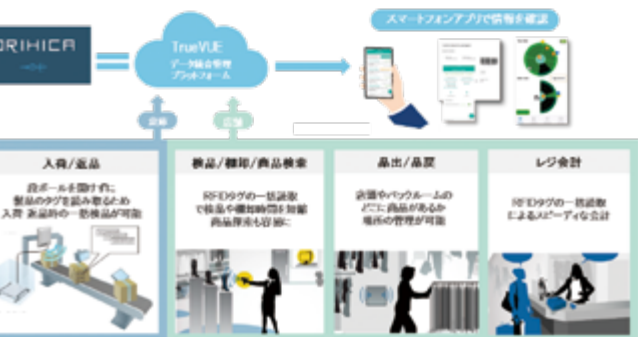 ORIHICA
スマートフォンアプリで情報を確認
TrueVUE
データ統合管理
プラットフォーム
倉庫
店舗
入荷/返品
検品/棚卸/商品検索
品出/品戻
レジ会計
段ボールを開けずに
製品のタグを読み取るため
入荷 返品時の一括検品が可能
RFIDタグの一括読取
で検品や棚卸時間を短縮
商品探索も容易に
店頭やバックルームの
どこに商品があるか
場所の管理が可能
RFIDタグの一括読取
によるスピーディな会計